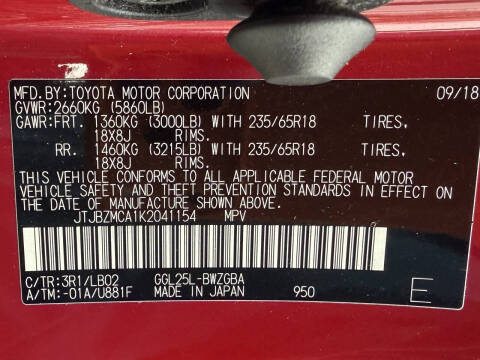 MFD.BY:TOYOTA MOTOR CORPORATION 09/18
GVWR:2660KG (5860LB)
GAWR:FRT. 1360KG (3000LB) WITH 235/65R18 TIRES,
18X8J RIMS.
RR. 1460KG (3215LB) WITH 235/65R18 TIRES,
18X8J RIMS.
THIS VEHICLE CONFORMS TO ALL APPLICABLE FEDERAL MOTOR
VEHICLE SAFETY AND THEFT PREVENTION STANDARDS IN EFFECT
ON THE DATE OF MANUFACTURE SHOWN ABOVE.
JTJBZMCA1K2041154 MPV
C/TR:3R1/LB02 GGL25L-BWZGBA
A/TM:-01A/U881F MADE IN JAPAN 950 E